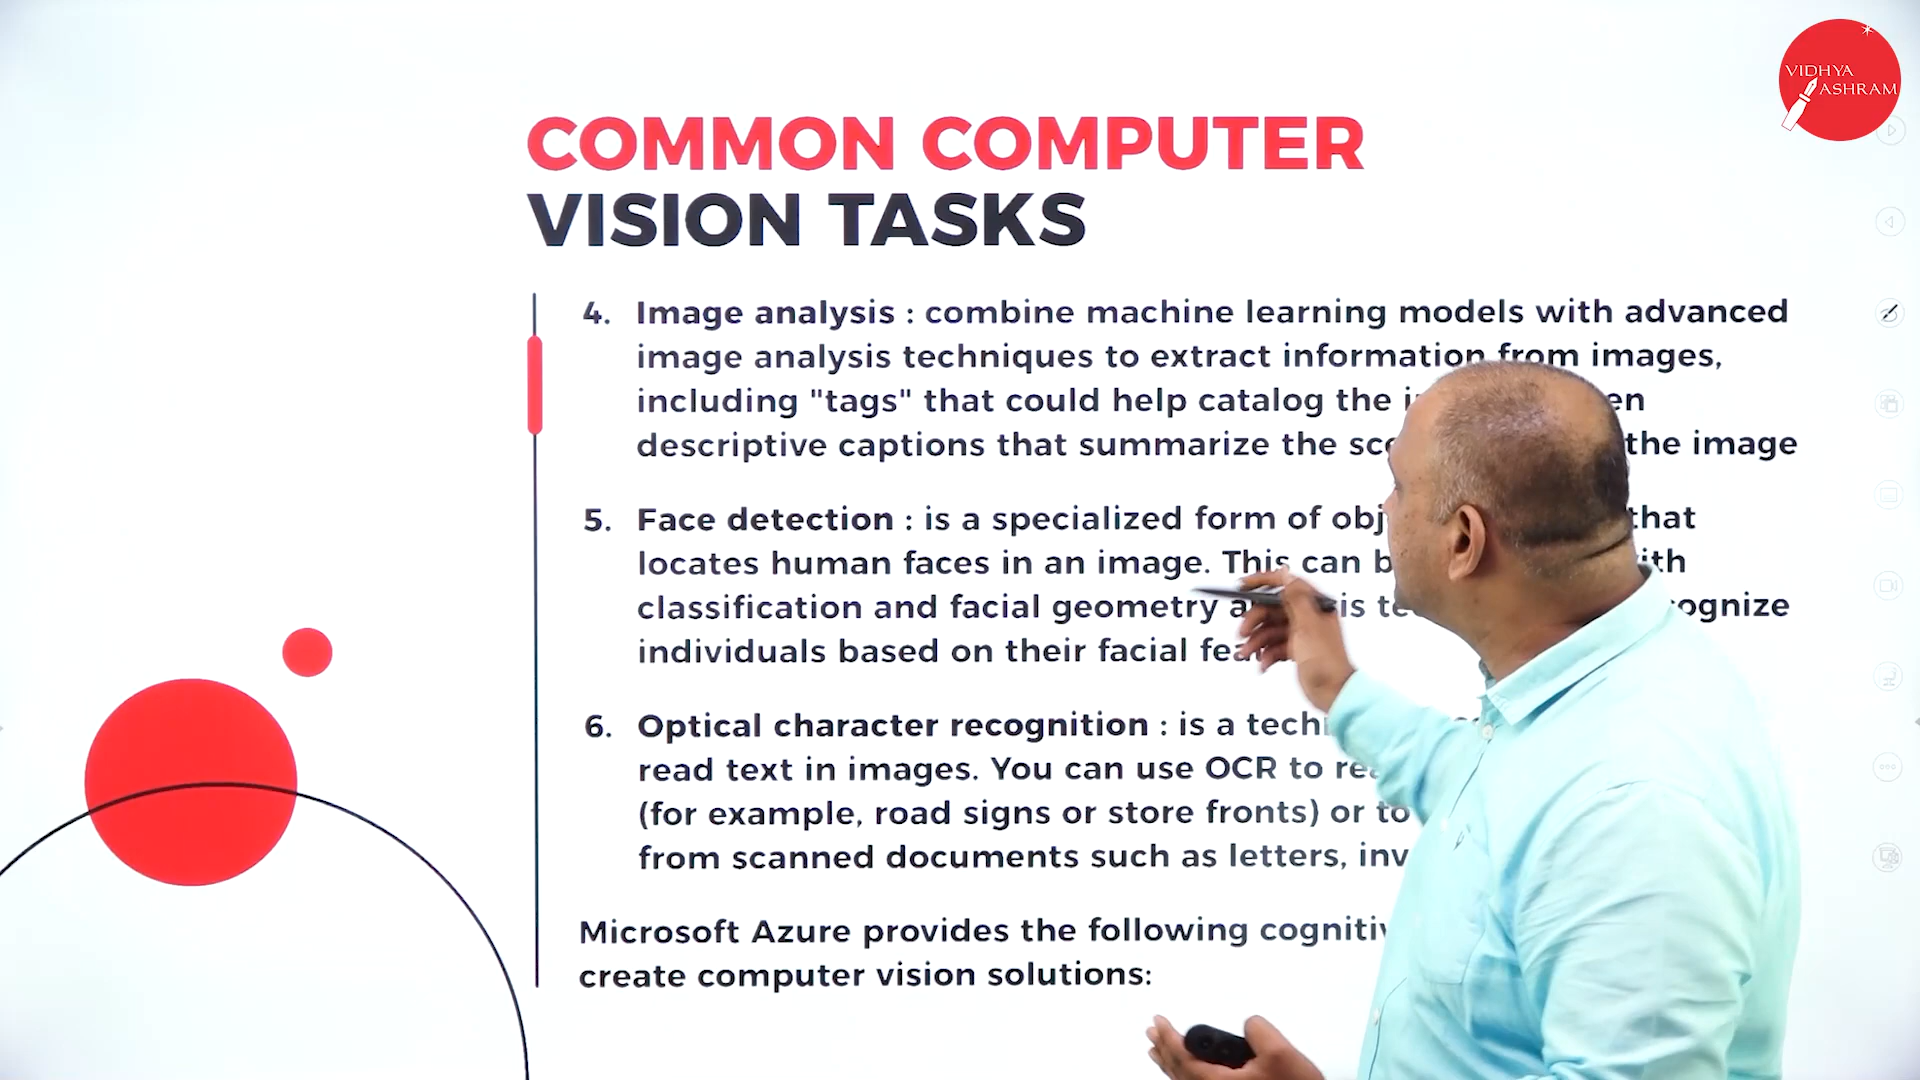 VIDHYA
ASHRAM
COMMON COMPUTER
VISION TASKS
4. Image analysis : combine machine learning models with advanced
image analysis techniques to extract information from images,
including "tags" that could help catalog the
descriptive captions that summarize the the image
5. Face detection : is a specialized form of that
locates human faces in an image. This can
classification and facial geometry
individuals based on their facial
6. Optical character recognition : is a
read text in images. You can use OCR to
(for example, road signs or store fronts) or to
from scanned documents such as letters,
Microsoft Azure provides the following
create computer vision solutions: